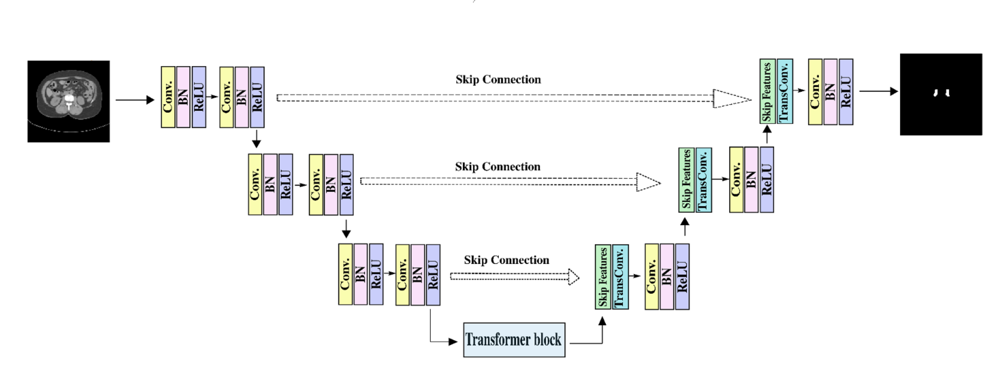 Skip Connection
Conv.
BN
ReLU
Conv.
BN
ReLU
Skip Features
TransConv.
Conv.
BN
ReLU
Skip Connection
Conv.
BN
ReLU
Conv.
BN
ReLU
Skip Features
TransConv.
Conv.
BN
ReLU
Skip Connection
Conv.
BN
ReLU
Conv.
BN
ReLU
Skip Features
TransConv.
Conv.
BN
ReLU
Transformer block